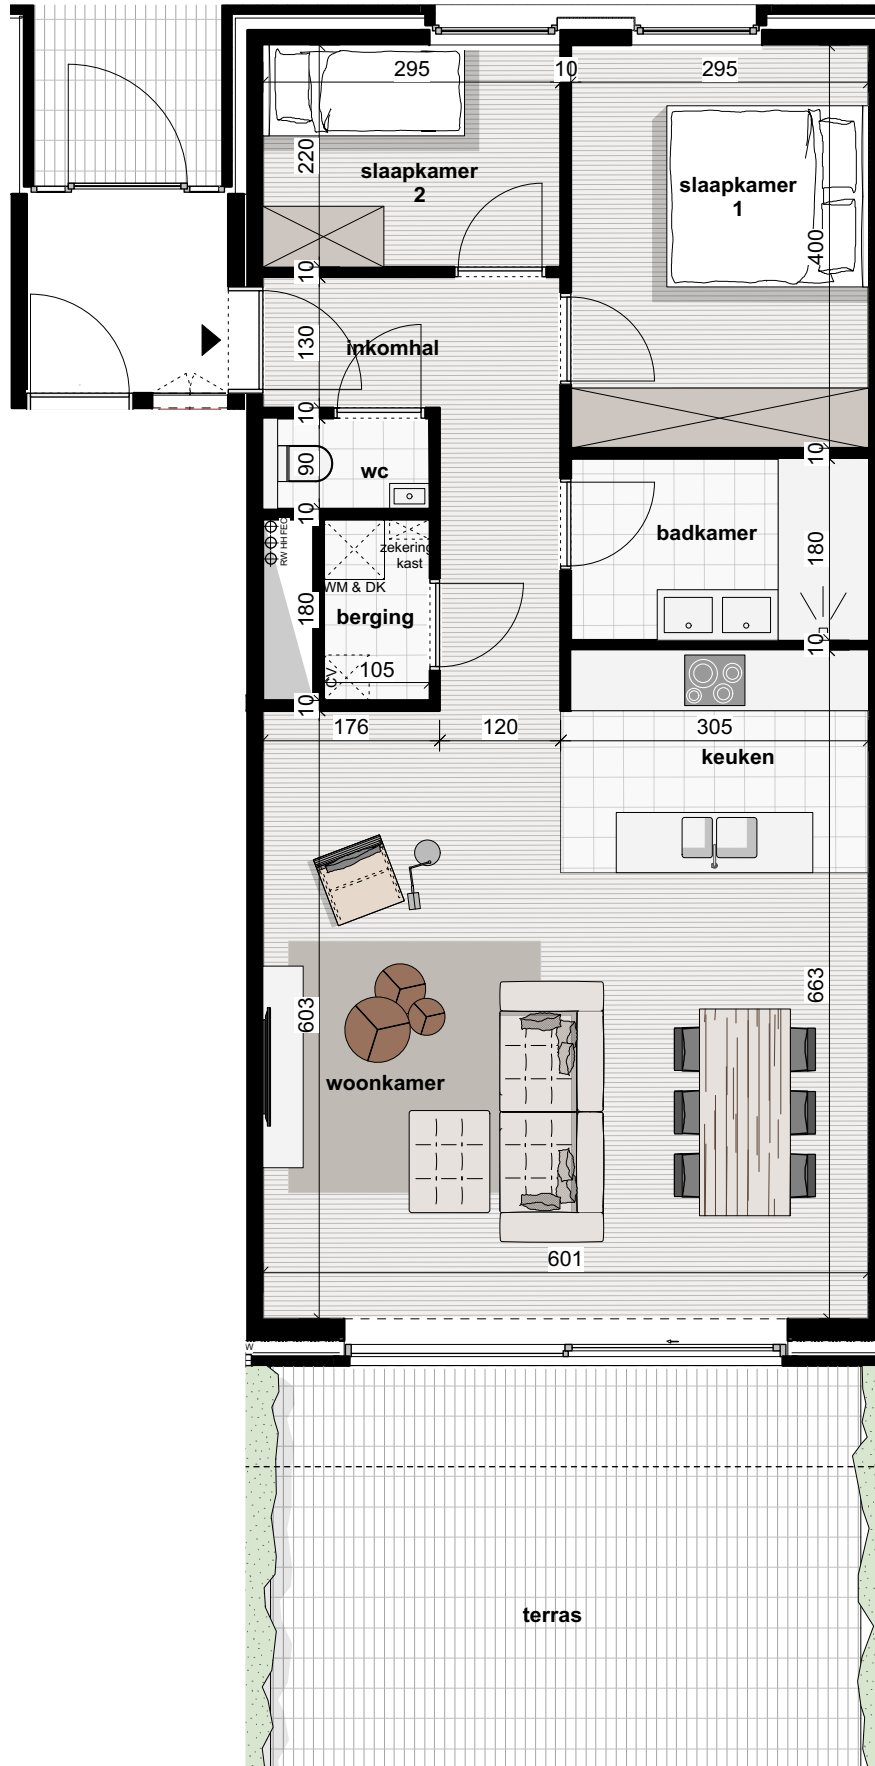 295
10
295
220
slaapkamer
2
slaapkamer
1
400
10
130
inkomhal
10
10
90
wc
10
badkamer
180
RW HH FEC
zekering
kast
WM & DK
180
berging
10
CV
105
10
176
120
305
keuken
603
663
woonkamer
601
W
terras